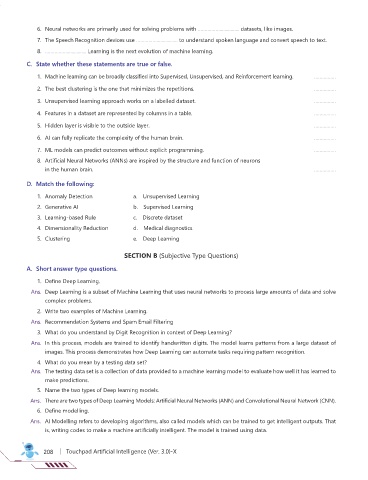 6. Neural networks are primarily used for solving problems with ........................... datasets, like images.
7. The Speech Recognition devices use ........................... to understand spoken language and convert speech to text.
8. ........................... Learning is the next evolution of machine learning.
C. State whether these statements are true or false.
1. Machine learning can be broadly classified into Supervised, Unsupervised, and Reinforcement learning. ...............
2. The best clustering is the one that minimizes the repetitions. ...............
3. Unsupervised learning approach works on a labelled dataset. ...............
4. Features in a dataset are represented by columns in a table. ...............
5. Hidden layer is visible to the outside layer. ...............
6. AI can fully replicate the complexity of the human brain. ...............
7. ML models can predict outcomes without explicit programming. ...............
8. Artificial Neural Networks (ANNs) are inspired by the structure and function of neurons
in the human brain. ...............
D. Match the following:
1. Anomaly Detection a. Unsupervised Learning
2. Generative AI b. Supervised Learning
3. Learning-based Rule c. Discrete dataset
4. Dimensionality Reduction d. Medical diagnostics
5. Clustering e. Deep Learning
SECTION B (Subjective Type Questions)
A. Short answer type questions.
1. Define Deep Learning.
Ans. Deep Learning is a subset of Machine Learning that uses neural networks to process large amounts of data and solve
complex problems.
2. Write two examples of Machine Learning.
Ans. Recommendation Systems and Spam Email Filtering
3. What do you understand by Digit Recognition in context of Deep Learning?
Ans. In this process, models are trained to identify handwritten digits. The model learns patterns from a large dataset of
images. This process demonstrates how Deep Learning can automate tasks requiring pattern recognition.
4. What do you mean by a testing data set?
Ans. The testing data set is a collection of data provided to a machine learning model to evaluate how well it has learned to
make predictions.
5. Name the two types of Deep learning models.
Ans. There are two types of Deep Learning Models: Artificial Neural Networks (ANN) and Convolutional Neural Network (CNN).
6. Define modelling.
Ans. AI Modelling refers to developing algorithms, also called models which can be trained to get intelligent outputs. That
is, writing codes to make a machine artificially intelligent. The model is trained using data.
208 | Touchpad Artificial Intelligence (Ver. 3.0)-X